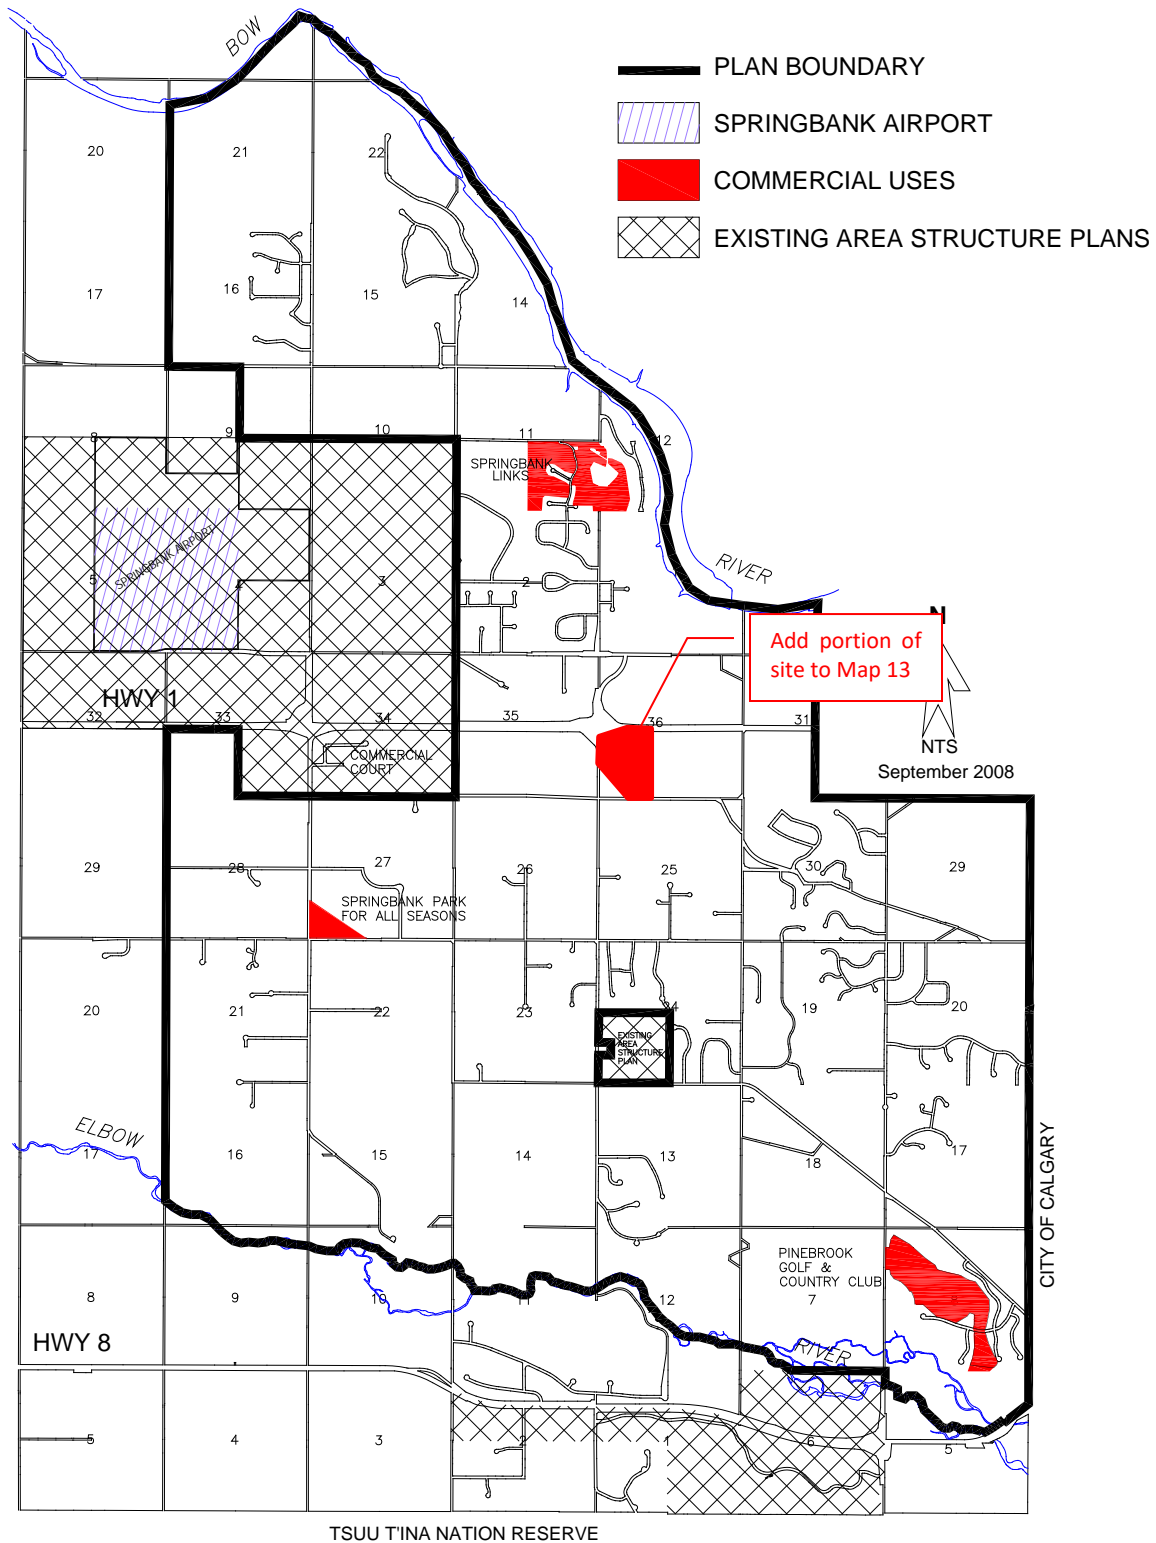 BOW
PLAN BOUNDARY
SPRINGBANK AIRPORT
COMMERCIAL USES
EXISTING AREA STRUCTURE PLANS
20
21
22
17
16
15
14
8
9
10
11
12
SPRINGBANK
LINKS
SPRINGBANK AIRPORT
5
4
3
2
RIVER
N
Add portion of
site to Map 13
HWY 1
32
33
34
35
36
31
NTS
September 2008
COMMERCIAL
COURT
29
28
27
26
25
30
29
SPRINGBANK PARK
FOR ALL SEASONS
20
21
22
23
24
19
20
EXISTING
AREA
STRUCTURE
PLAN
ELBOW
17
16
15
14
13
18
17
CITY OF CALGARY
PINEBROOK
GOLF &
COUNTRY CLUB
8
9
10
11
12
7
8
HWY 8
RIVER
5
4
3
2
1
6
5
TSUU T'INA NATION RESERVE